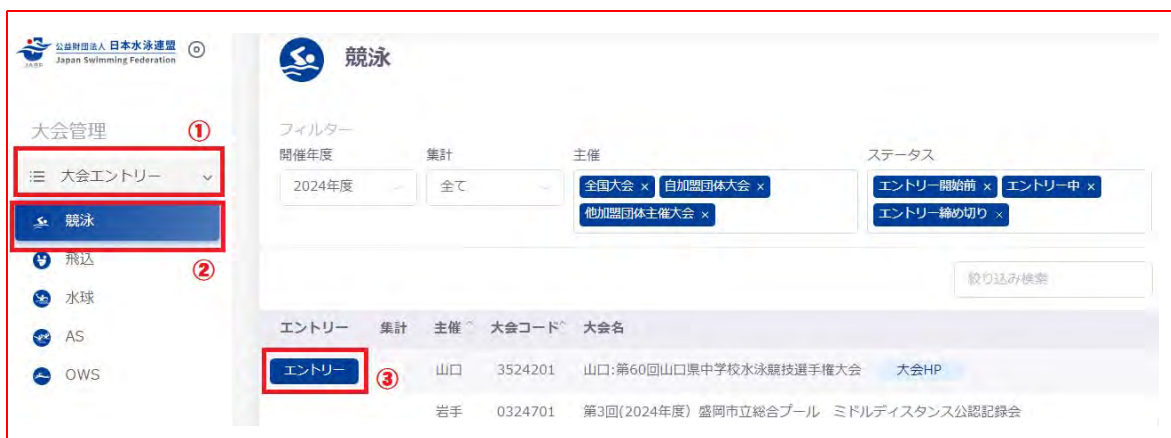 公益財団法人 日本水泳連盟
Japan Swimming Federation
大会管理
①
大会エントリー
競泳
②
飛込
水球
AS
OWS
競泳
フィルター
開催年度 集計 主催 ステータス
2024年度 全て 全国大会 × 自加盟団体大会 × エントリー開始前 × エントリー中 ×
他加盟団体主催大会 × エントリー締め切り ×
絞り込み検索
エントリー 集計 主催 大会コード 大会名
エントリー ③ 山口 3524201 山口:第60回山口県中学校水泳競技選手権大会 大会HP
岩手 0324701 第3回(2024年度) 盛岡市立総合プール ミドルディスタンス公認記録会